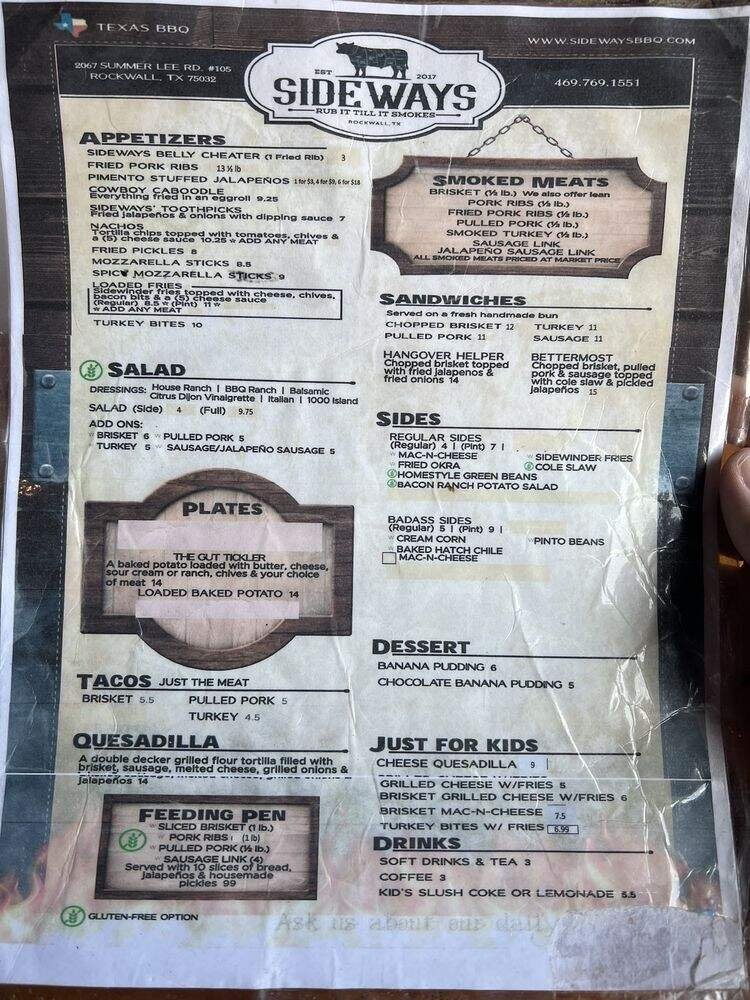 TEXAS BBQ
WWW.SIDEWAYSBBQ.COM
2067 SUMMER LEE RD. #105
ROCKWALL, TX 75032
EST 2017
SIDEWAYS
RUB IT TILL IT SMOKES
ROCKWALL, TX
469.769.1551
APPETIZERS
SIDEWAYS BELLY CHEATER (1 Fried Rib) 3
FRIED PORK RIBS 13 ½ lb
PIMENTO STUFFED JALAPEÑOS 1 for $3, 4 for $9, 6 for $18
COWBOY CABOODLE
Everything fried in an eggroll 9.25
SIDEWAYS' TOOTHPICKS
Fried jalapeños & onions with dipping sauce 7
NACHOS
Tortilla chips topped with tomatoes, chives &
a (5) cheese sauce 10.25 ☆ ADD ANY MEAT
FRIED PICKLES 8
MOZZARELLA STICKS 8.5
SPICY MOZZARELLA STICKS 9
LOADED FRIES
Sidewinder fries topped with cheese, chives,
bacon bits & a (5) cheese sauce
(Regular) 8.5 ☆ (Pint) 11 ☆
☆ ADD ANY MEAT
TURKEY BITES 10
SALAD
DRESSINGS: House Ranch | BBQ Ranch | Balsamic
Citrus Dijon Vinaigrette | Italian | 1000 Island
SALAD (Side) 4 (Full) 9.75
ADD ONS:
BRISKET 6 PULLED PORK 5
TURKEY 5 SAUSAGE/JALAPEÑO SAUSAGE 5
PLATES
THE GUT TICKLER
A baked potato loaded with butter, cheese,
sour cream or ranch, chives & your choice
of meat 14
LOADED BAKED POTATO 14
TACOS JUST THE MEAT
BRISKET 5.5 PULLED PORK 5
TURKEY 4.5
QUESADILLA
A double decker grilled flour tortilla filled with
brisket, sausage, melted cheese, grilled onions &
jalapeños 14
FEEDING PEN
SLICED BRISKET (1 lb.)
PORK RIBS (1 lb)
PULLED PORK (½ lb.)
SAUSAGE LINK (4)
Served with 10 slices of bread,
jalapeños & housemade
pickles 99
GLUTEN-FREE OPTION
SMOKED MEATS
BRISKET (½ lb.) We also offer lean
PORK RIBS (½ lb.)
FRIED PORK RIBS (½ lb.)
PULLED PORK (½ lb.)
SMOKED TURKEY (½ lb.)
SAUSAGE LINK
JALAPEÑO SAUSAGE LINK
ALL SMOKED MEATS PRICED AT MARKET PRICE
SANDWICHES
Served on a fresh handmade bun
CHOPPED BRISKET 12 TURKEY 11
PULLED PORK 11 SAUSAGE 11
HANGOVER HELPER
Chopped brisket topped
with fried jalapenos &
fried onions 14
BETTERMOST
Chopped brisket, pulled
pork & sausage topped
with cole slaw & pickled
jalapeños 15
SIDES
REGULAR SIDES
(Regular) 4 | (Pint) 7 |
MAC-N-CHEESE SIDEWINDER FRIES
FRIED OKRA COLE SLAW
HOMESTYLE GREEN BEANS
BACON RANCH POTATO SALAD
BADASS SIDES
(Regular) 5 | (Pint) 9 |
CREAM CORN PINTO BEANS
BAKED HATCH CHILE
MAC-N-CHEESE
DESSERT
BANANA PUDDING 6
CHOCOLATE BANANA PUDDING 5
JUST FOR KIDS
CHEESE QUESADILLA 9
GRILLED CHEESE W/FRIES 5
BRISKET GRILLED CHEESE W/FRIES 6
BRISKET MAC-N-CHEESE 7.5
TURKEY BITES W/ FRIES 6.99
DRINKS
SOFT DRINKS & TEA 3
COFFEE 3
KID'S SLUSH COKE OR LEMONADE 5.5
Ask us about our daily